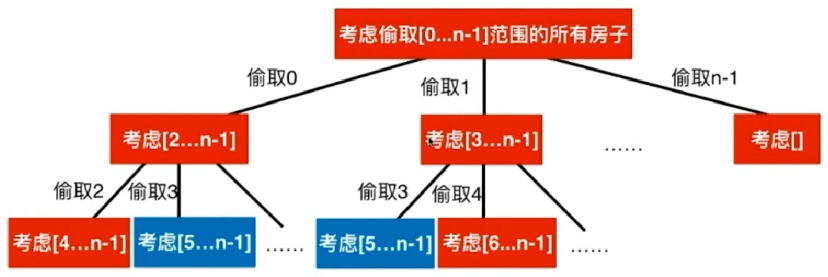 考虑偷取[0...n-1]范围的所有房子
偷取0
偷取1
偷取n-1
考虑[2...n-1]
考虑[3...n-1]
......
考虑[]
偷取2
偷取3
偷取3
偷取4
考虑[4...n-1]
考虑[5...n-1]
......
考虑[5...n-1]
考虑[6...n-1]
......